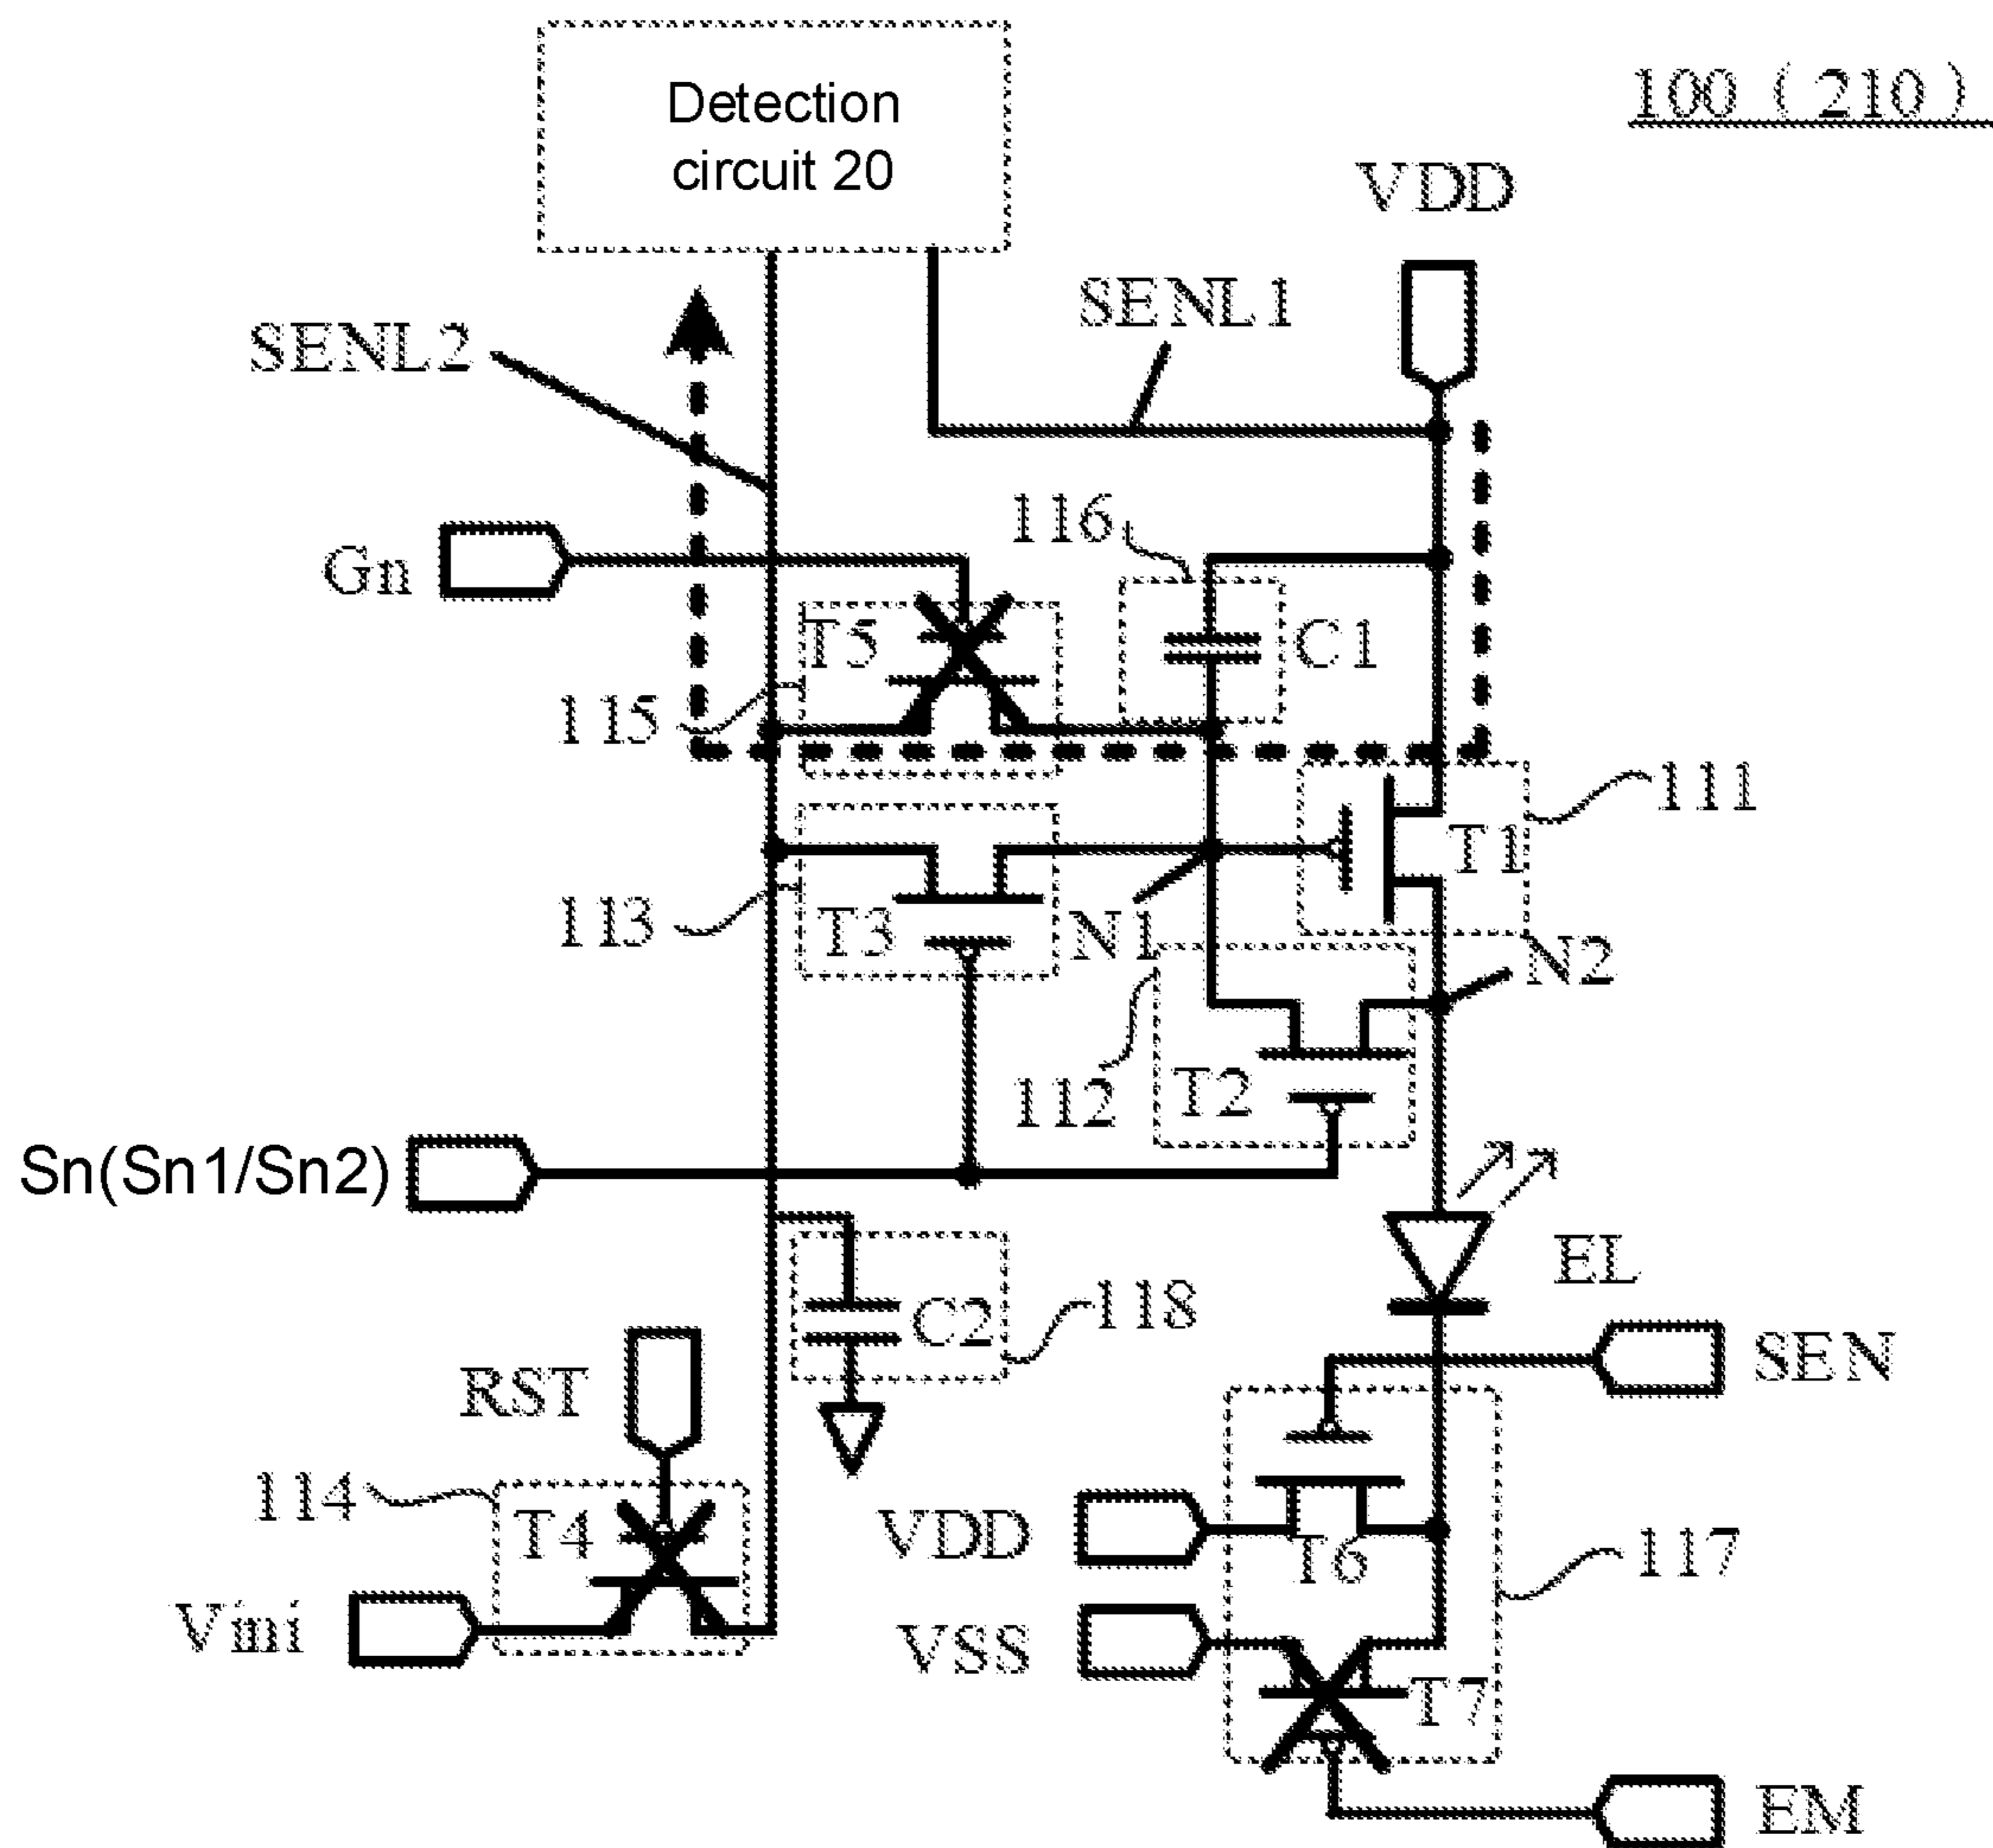 Detection
circuit 20
100 ( 210 )
VDD
SENL1
SENL2
116
Gn
T5
C1
115
111
T1
113
T3
N1
N2
112
T2
Sn(Sn1/Sn2)
EL
C2
118
SEN
RST
114
T4
VDD
T6
117
Vini
VSS
T7
EM